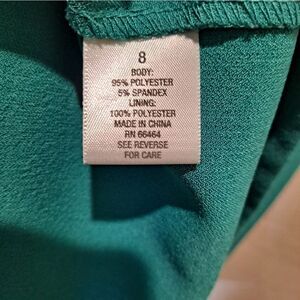 8
BODY:
95% POLYESTER
5% SPANDEX
LINING:
100% POLYESTER
MADE IN CHINA
RN 66464
SEE REVERSE
FOR CARE